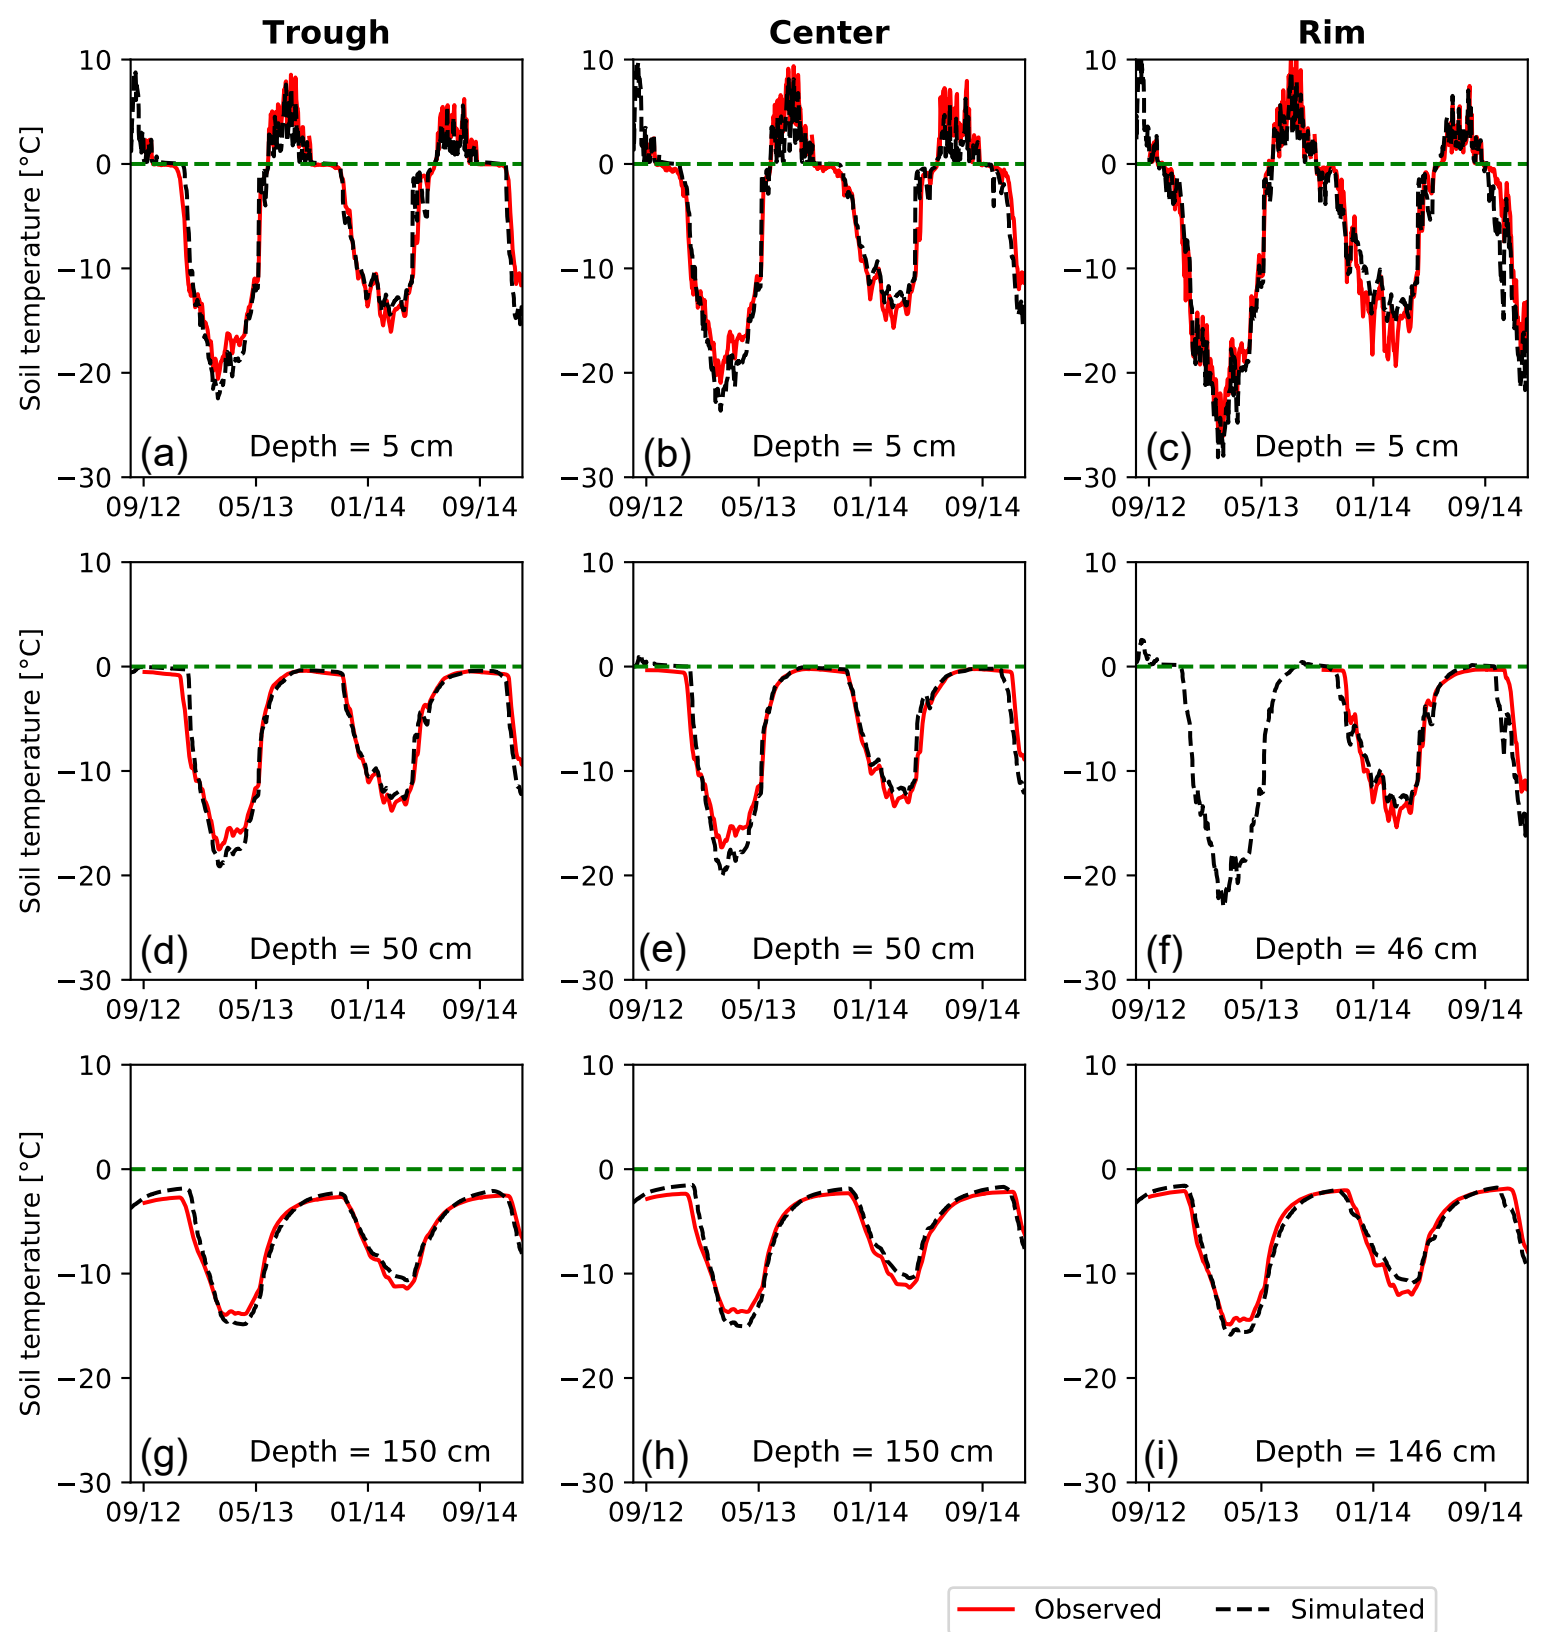 Trough Center Rim
Soil temperature [°C]
10 10 10
0 0 0
−10 −10 −10
−20 −20 −20
(a) Depth = 5 cm (b) Depth = 5 cm (c) Depth = 5 cm
−30 −30 −30
09/12 05/13 01/14 09/14 09/12 05/13 01/14 09/14 09/12 05/13 01/14 09/14
Soil temperature [°C]
10 10 10
0 0 0
−10 −10 −10
−20 −20 −20
(d) Depth = 50 cm (e) Depth = 50 cm (f) Depth = 46 cm
−30 −30 −30
09/12 05/13 01/14 09/14 09/12 05/13 01/14 09/14 09/12 05/13 01/14 09/14
Soil temperature [°C]
10 10 10
0 0 0
−10 −10 −10
−20 −20 −20
(g) Depth = 150 cm (h) Depth = 150 cm (i) Depth = 146 cm
−30 −30 −30
09/12 05/13 01/14 09/14 09/12 05/13 01/14 09/14 09/12 05/13 01/14 09/14
Observed Simulated